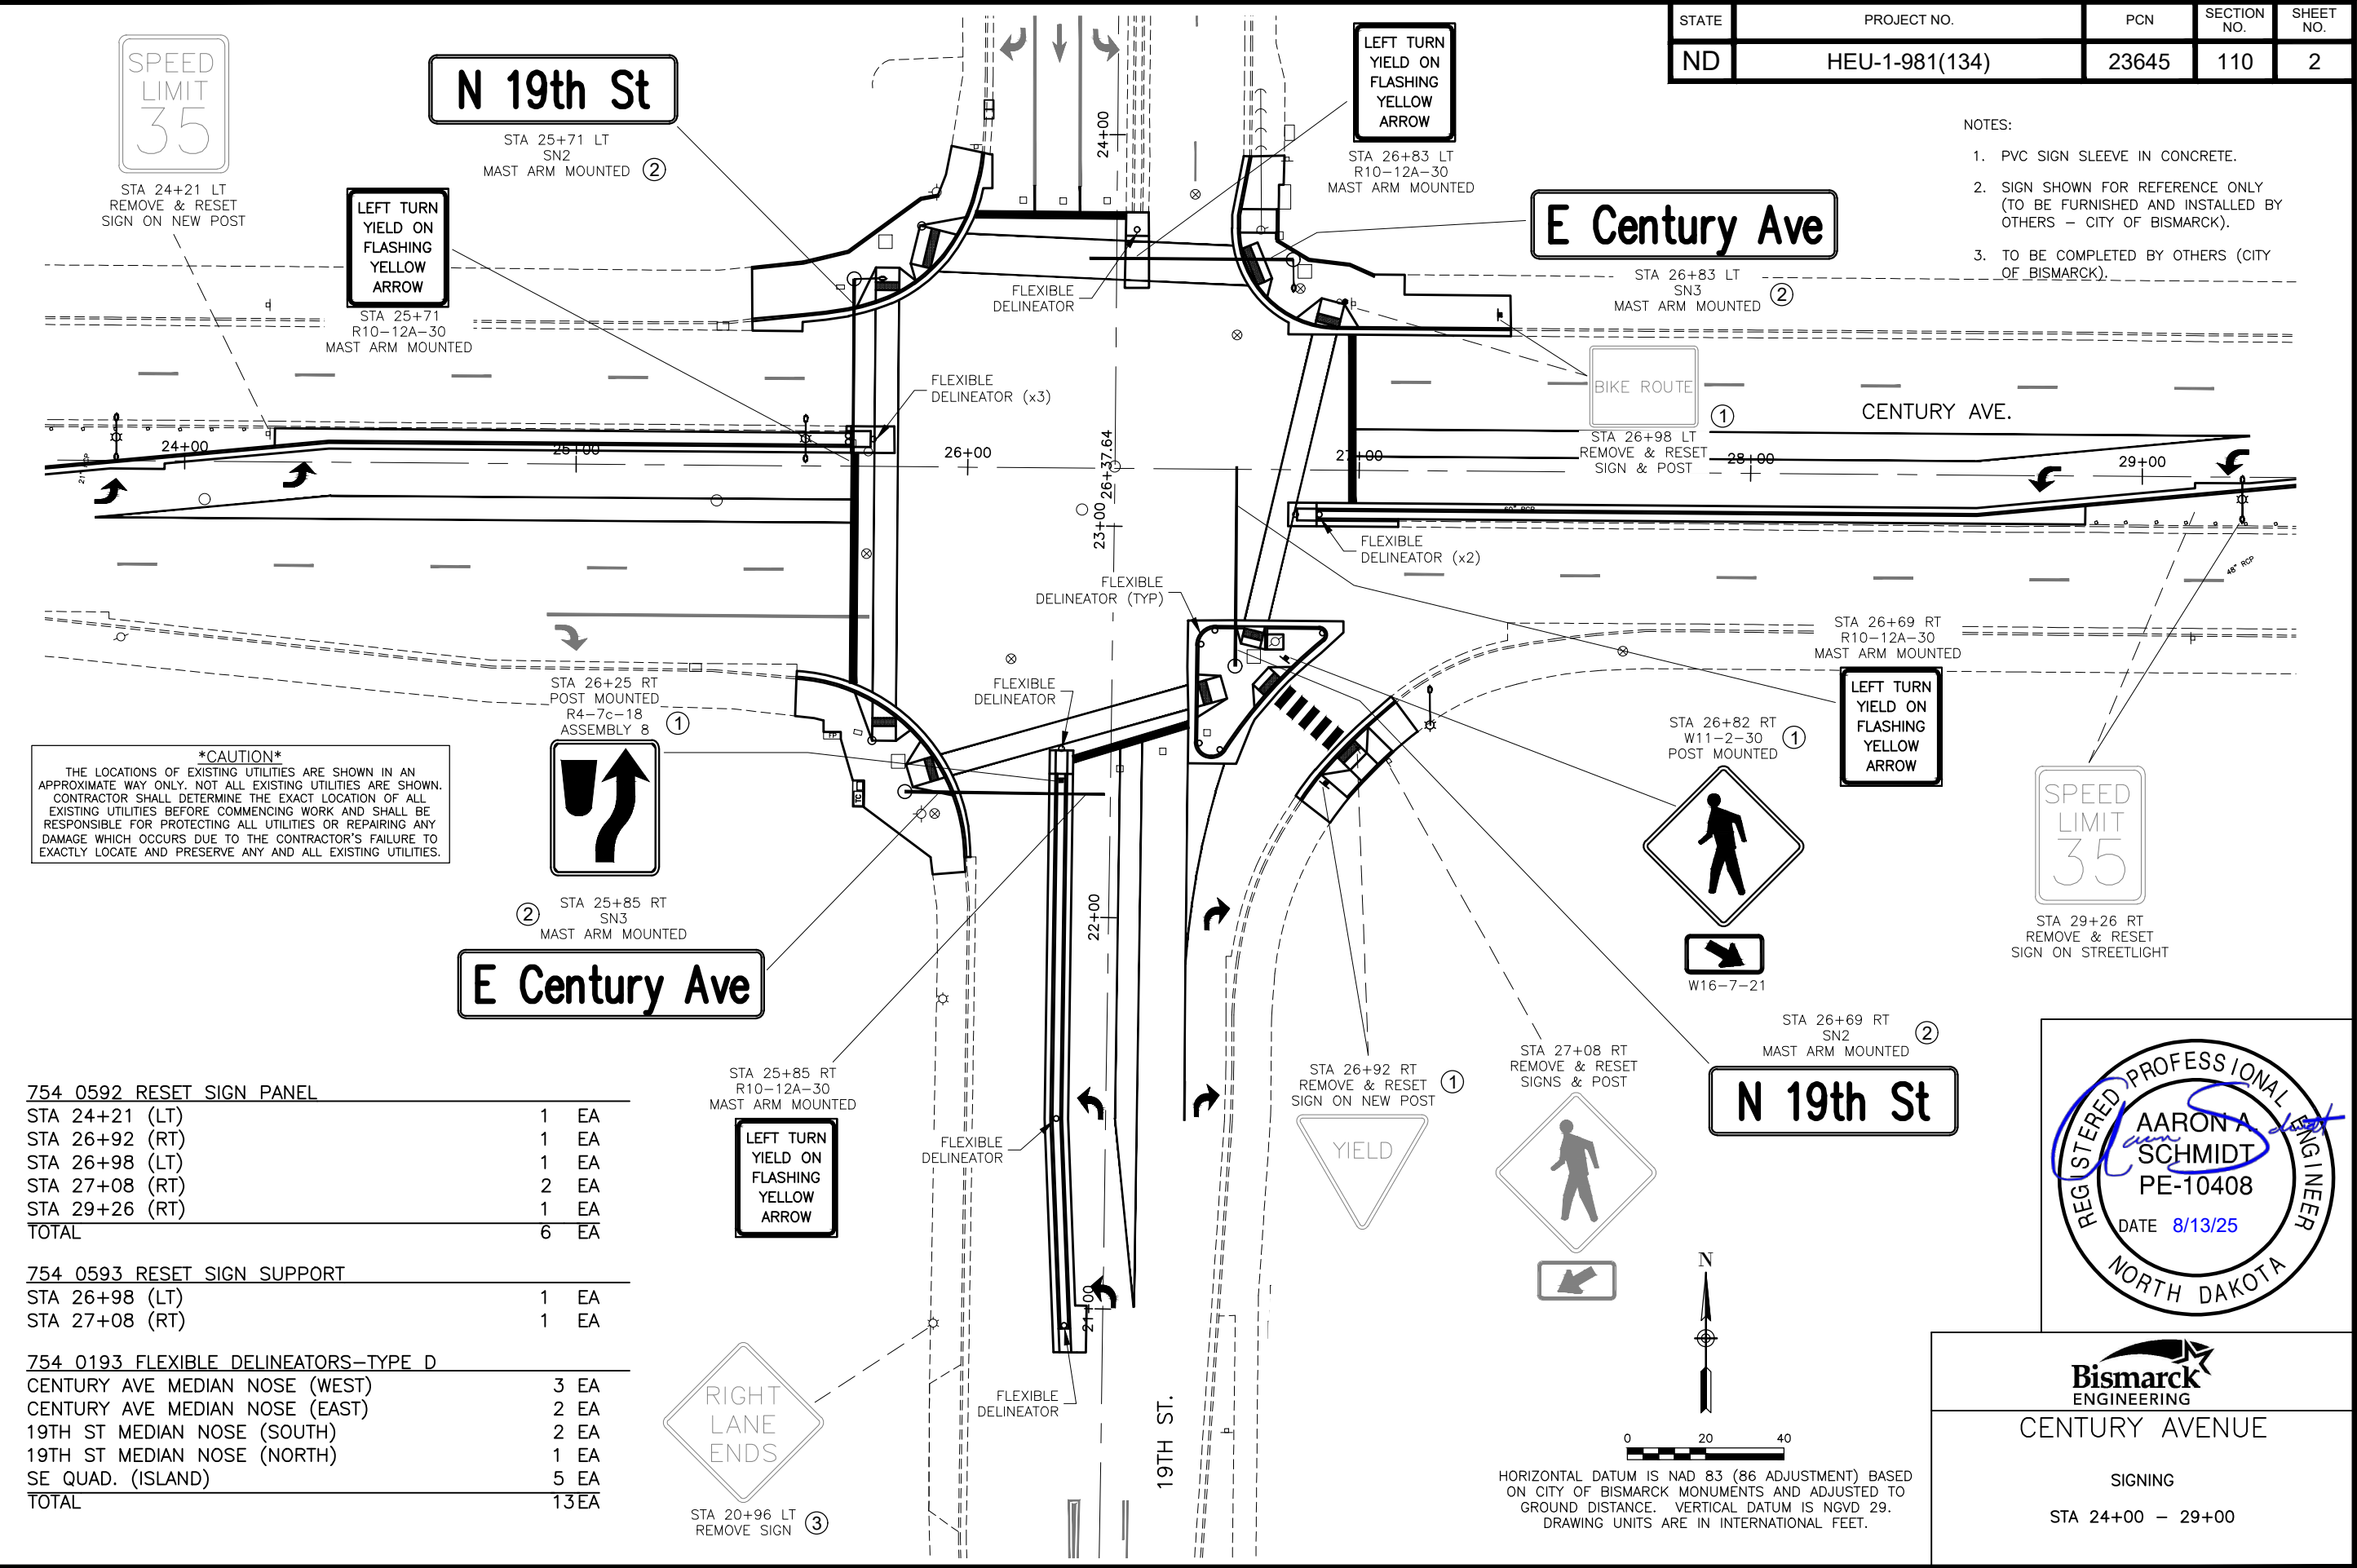 STATE
PROJECT NO.
PCN
SECTION NO.
SHEET NO.
ND
HEU-1-981(134)
23645
110
2
SPEED
LIMIT
35
STA 24+21 LT
REMOVE & RESET
SIGN ON NEW POST
N 19th St
STA 25+71 LT
SN2
MAST ARM MOUNTED
2
LEFT TURN
YIELD ON
FLASHING
YELLOW
ARROW
STA 25+71
R10-12A-30
MAST ARM MOUNTED
LEFT TURN
YIELD ON
FLASHING
YELLOW
ARROW
STA 26+83 LT
R10-12A-30
MAST ARM MOUNTED
E Century Ave
STA 26+83 LT
SN3
MAST ARM MOUNTED
2
NOTES:
1. PVC SIGN SLEEVE IN CONCRETE.
2. SIGN SHOWN FOR REFERENCE ONLY
(TO BE FURNISHED AND INSTALLED BY
OTHERS – CITY OF BISMARCK).
3. TO BE COMPLETED BY OTHERS (CITY
OF BISMARCK).
24+00
FLEXIBLE
DELINEATOR
FLEXIBLE
DELINEATOR (x3)
BIKE ROUTE
1
STA 26+98 LT
REMOVE & RESET
SIGN & POST
CENTURY AVE.
24+00
25+00
26+00
26+37.64
23+00
27+00
28+00
29+00
60" RCP
48" RCP
FLEXIBLE
DELINEATOR (x2)
FLEXIBLE
DELINEATOR (TYP)
FLEXIBLE
DELINEATOR
STA 26+25 RT
POST MOUNTED
R4-7c-18
ASSEMBLY 8
1
FP
TC
STA 26+69 RT
R10-12A-30
MAST ARM MOUNTED
LEFT TURN
YIELD ON
FLASHING
YELLOW
ARROW
STA 26+82 RT
W11-2-30
POST MOUNTED
1
W16-7-21
SPEED
LIMIT
35
STA 29+26 RT
REMOVE & RESET
SIGN ON STREETLIGHT
*CAUTION*
THE LOCATIONS OF EXISTING UTILITIES ARE SHOWN IN AN
APPROXIMATE WAY ONLY. NOT ALL EXISTING UTILITIES ARE SHOWN.
CONTRACTOR SHALL DETERMINE THE EXACT LOCATION OF ALL
EXISTING UTILITIES BEFORE COMMENCING WORK AND SHALL BE
RESPONSIBLE FOR PROTECTING ALL UTILITIES OR REPAIRING ANY
DAMAGE WHICH OCCURS DUE TO THE CONTRACTOR'S FAILURE TO
EXACTLY LOCATE AND PRESERVE ANY AND ALL EXISTING UTILITIES.
2
STA 25+85 RT
SN3
MAST ARM MOUNTED
E Century Ave
22+00
STA 25+85 RT
R10-12A-30
MAST ARM MOUNTED
LEFT TURN
YIELD ON
FLASHING
YELLOW
ARROW
FLEXIBLE
DELINEATOR
STA 26+92 RT
REMOVE & RESET
SIGN ON NEW POST
1
YIELD
STA 27+08 RT
REMOVE & RESET
SIGNS & POST
STA 26+69 RT
SN2
MAST ARM MOUNTED
2
N 19th St
754 0592 RESET SIGN PANEL
STA 24+21 (LT) 1 EA
STA 26+92 (RT) 1 EA
STA 26+98 (LT) 1 EA
STA 27+08 (RT) 2 EA
STA 29+26 (RT) 1 EA
TOTAL 6 EA
754 0593 RESET SIGN SUPPORT
STA 26+98 (LT) 1 EA
STA 27+08 (RT) 1 EA
754 0193 FLEXIBLE DELINEATORS-TYPE D
CENTURY AVE MEDIAN NOSE (WEST) 3 EA
CENTURY AVE MEDIAN NOSE (EAST) 2 EA
19TH ST MEDIAN NOSE (SOUTH) 2 EA
19TH ST MEDIAN NOSE (NORTH) 1 EA
SE QUAD. (ISLAND) 5 EA
TOTAL 13 EA
RIGHT
LANE
ENDS
STA 20+96 LT
REMOVE SIGN
3
21+00
FLEXIBLE
DELINEATOR
19TH ST.
N
0 20 40
HORIZONTAL DATUM IS NAD 83 (86 ADJUSTMENT) BASED
ON CITY OF BISMARCK MONUMENTS AND ADJUSTED TO
GROUND DISTANCE. VERTICAL DATUM IS NGVD 29.
DRAWING UNITS ARE IN INTERNATIONAL FEET.
REGISTERED PROFESSIONAL ENGINEER
AARON A.
SCHMIDT
PE-10408
DATE 8/13/25
NORTH DAKOTA
Bismarck
ENGINEERING
CENTURY AVENUE
SIGNING
STA 24+00 – 29+00